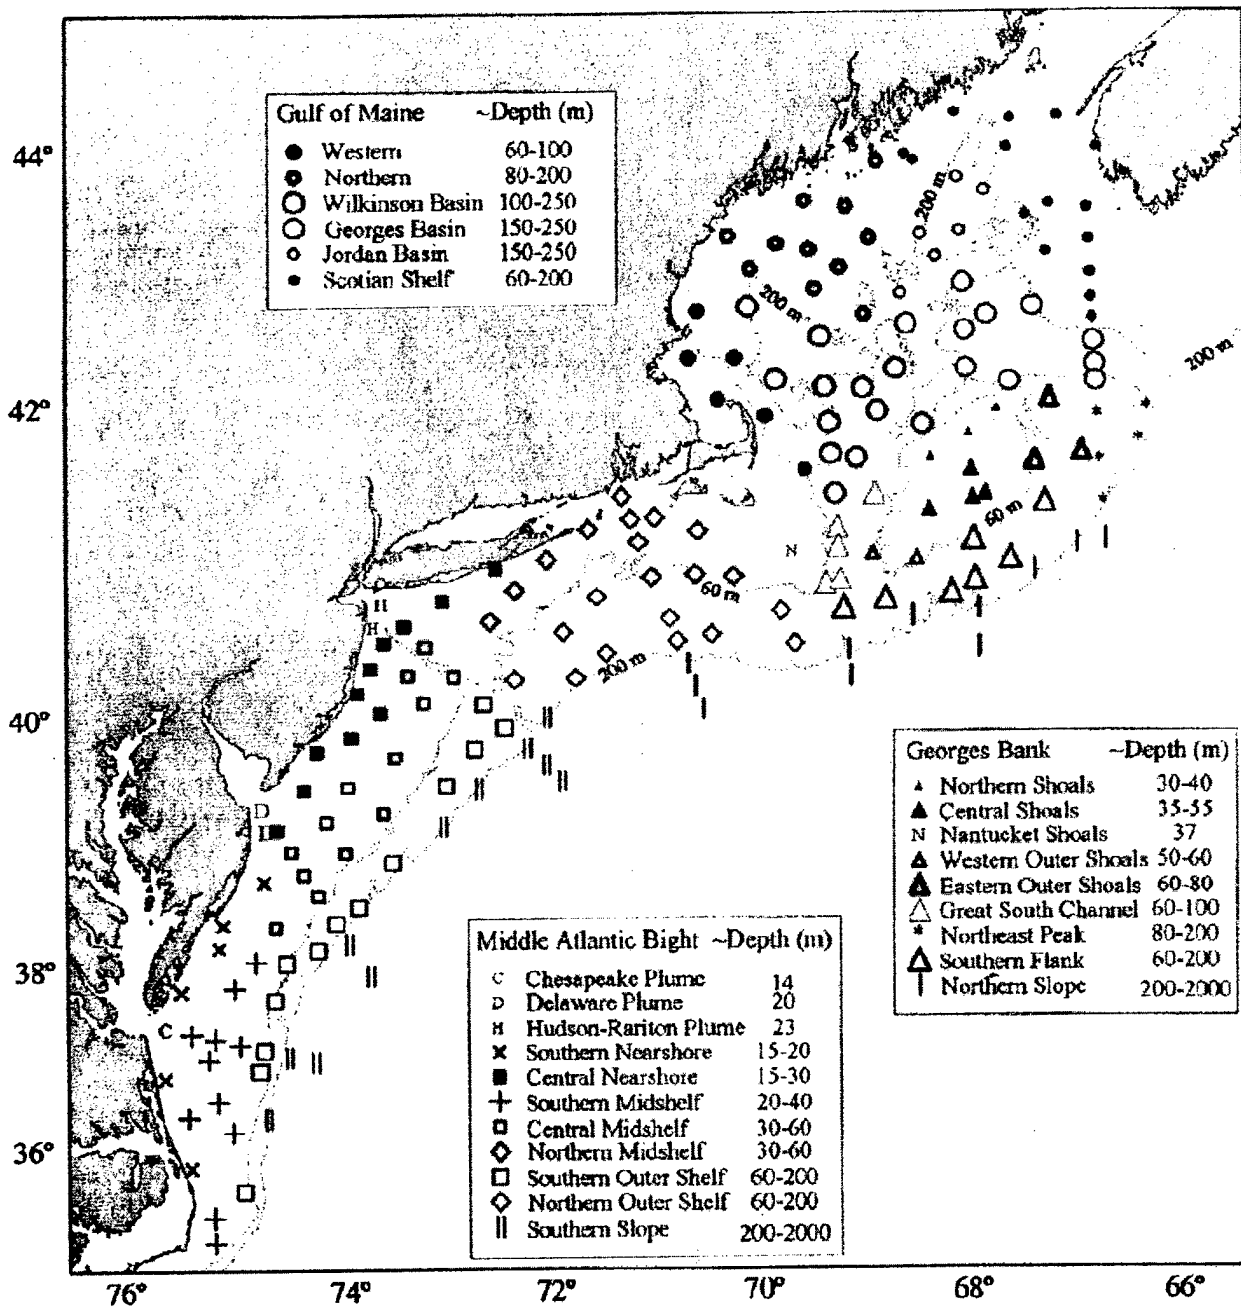 Gulf of Maine ~Depth (m)
Western 60-100
Northern 80-200
Wilkinson Basin 100-250
Georges Basin 150-250
Jordan Basin 150-250
Scotian Shelf 60-200
44°
42°
40°
38°
36°
200 m
200 m
200 m
60 m
N
60 m
200 m
H
H
D
D
C
Georges Bank ~Depth (m)
Northern Shoals 30-40
Central Shoals 35-55
N Nantucket Shoals 37
Western Outer Shoals 50-60
Eastern Outer Shoals 60-80
Great South Channel 60-100
* Northeast Peak 80-200
Southern Flank 60-200
| Northern Slope 200-2000
Middle Atlantic Bight ~Depth (m)
C Chesapeake Plume 14
D Delaware Plume 20
H Hudson-Rariton Plume 23
x Southern Nearshore 15-20
Central Nearshore 15-30
+ Southern Midshelf 20-40
Central Midshelf 30-60
Northern Midshelf 30-60
Southern Outer Shelf 60-200
Northern Outer Shelf 60-200
|| Southern Slope 200-2000
76° 74° 72° 70° 68° 66°